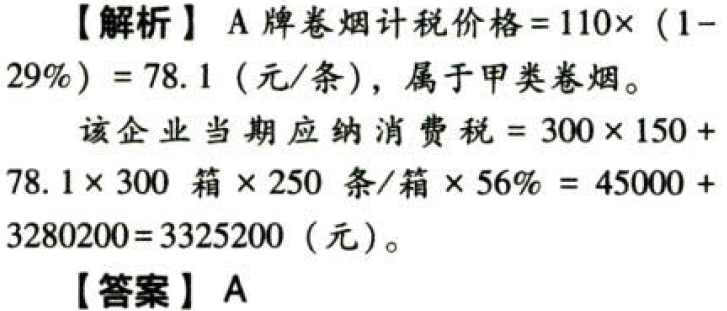 【解析】 A 牌卷烟计税价格=110×（1-
29%）=78.1（元/条），属于甲类卷烟。
该企业当期应纳消费税=300×150+
78.1×300 箱×250 条/箱×56%=45000+
3280200=3325200（元）。
【答案】 A